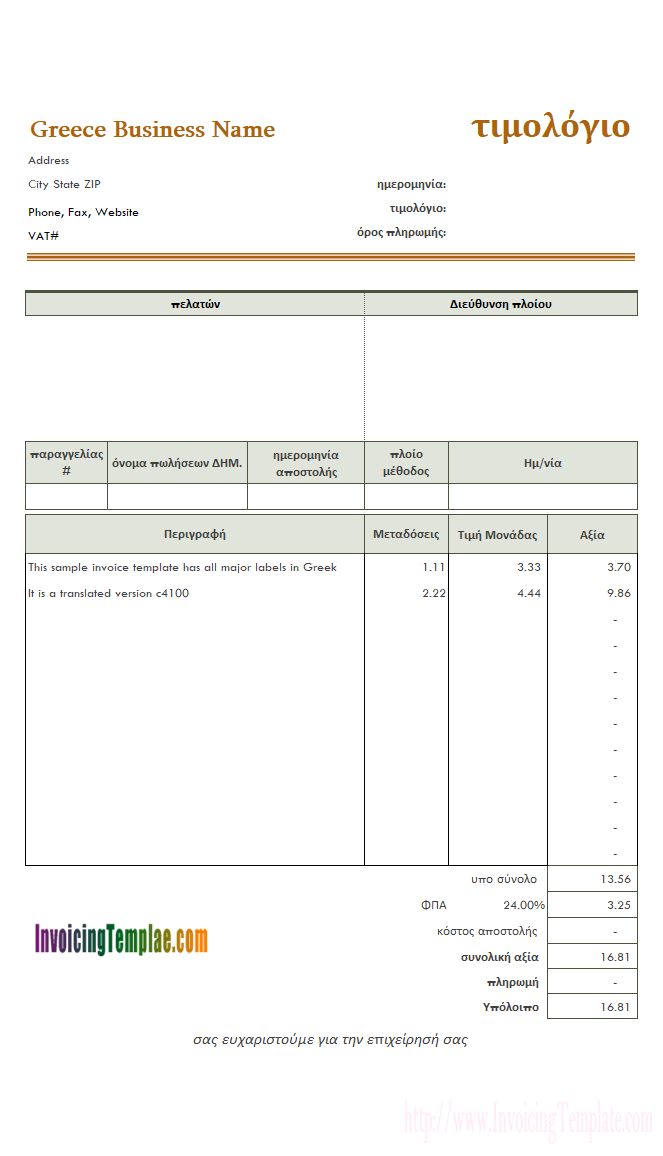 Greece Business Name
τιμολόγιο
Address
City State ZIP
ημερομηνία:
Phone, Fax, Website
τιμολόγιο:
VAT#
όρος πληρωμής:
πελατών Διεύθυνση πλοίου
παραγγελίας # όνομα πωλήσεων ΔΗΜ. ημερομηνία αποστολής πλοίο μέθοδος Ημ/νία
Περιγραφή Μεταδόσεις Τιμή Μονάδας Αξία
This sample invoice template has all major labels in Greek 1.11 3.33 3.70
It is a translated version c4100 2.22 4.44 9.86
-
-
-
-
-
-
-
-
-
-
υπο σύνολο 13.56
ΦΠΑ 24.00% 3.25
κόστος αποστολής -
συνολική αξία 16.81
πληρωμή -
Υπόλοιπο 16.81
InvoicingTemplae.com
σας ευχαριστούμε για την επιχείρησή σας
http://www.InvoicingTemplate.com